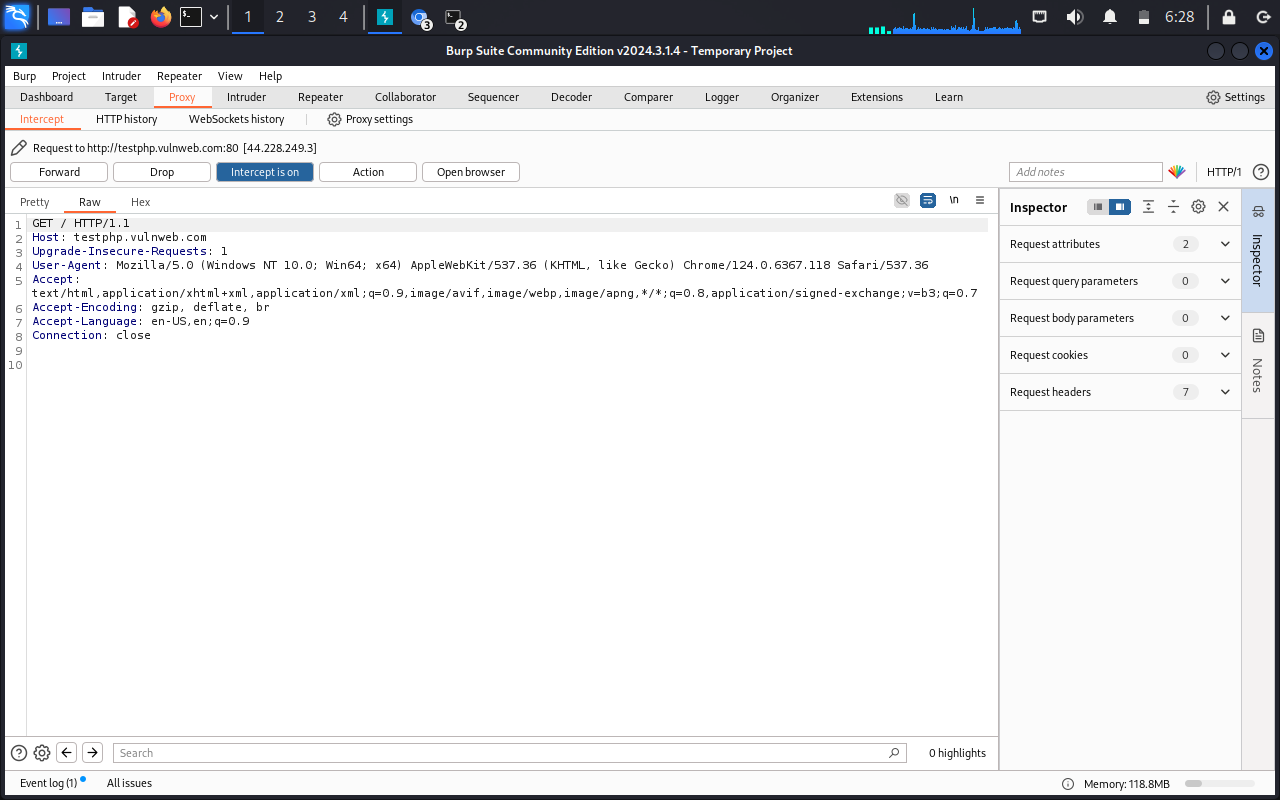 1 2 3 4 3 2 6:28
Burp Suite Community Edition v2024.3.1.4 - Temporary Project
Burp Project Intruder Repeater View Help
Dashboard Target Proxy Intruder Repeater Collaborator Sequencer Decoder Comparer Logger Organizer Extensions Learn Settings
Intercept HTTP history WebSockets history Proxy settings
Request to http://testphp.vulnweb.com:80 [44.228.249.3]
Forward Drop Intercept is on Action Open browser Add notes HTTP/1
Pretty Raw Hex \n
1 GET / HTTP/1.1
2 Host: testphp.vulnweb.com
3 Upgrade-Insecure-Requests: 1
4 User-Agent: Mozilla/5.0 (Windows NT 10.0; Win64; x64) AppleWebKit/537.36 (KHTML, like Gecko) Chrome/124.0.6367.118 Safari/537.36
5 Accept:
text/html,application/xhtml+xml,application/xml;q=0.9,image/avif,image/webp,image/apng,*/*;q=0.8,application/signed-exchange;v=b3;q=0.7
6 Accept-Encoding: gzip, deflate, br
7 Accept-Language: en-US,en;q=0.9
8 Connection: close
9
10
Inspector
Request attributes 2
Request query parameters 0
Request body parameters 0
Request cookies 0
Request headers 7
Inspector
Notes
Search 0 highlights
Event log (1) All issues Memory: 118.8MB